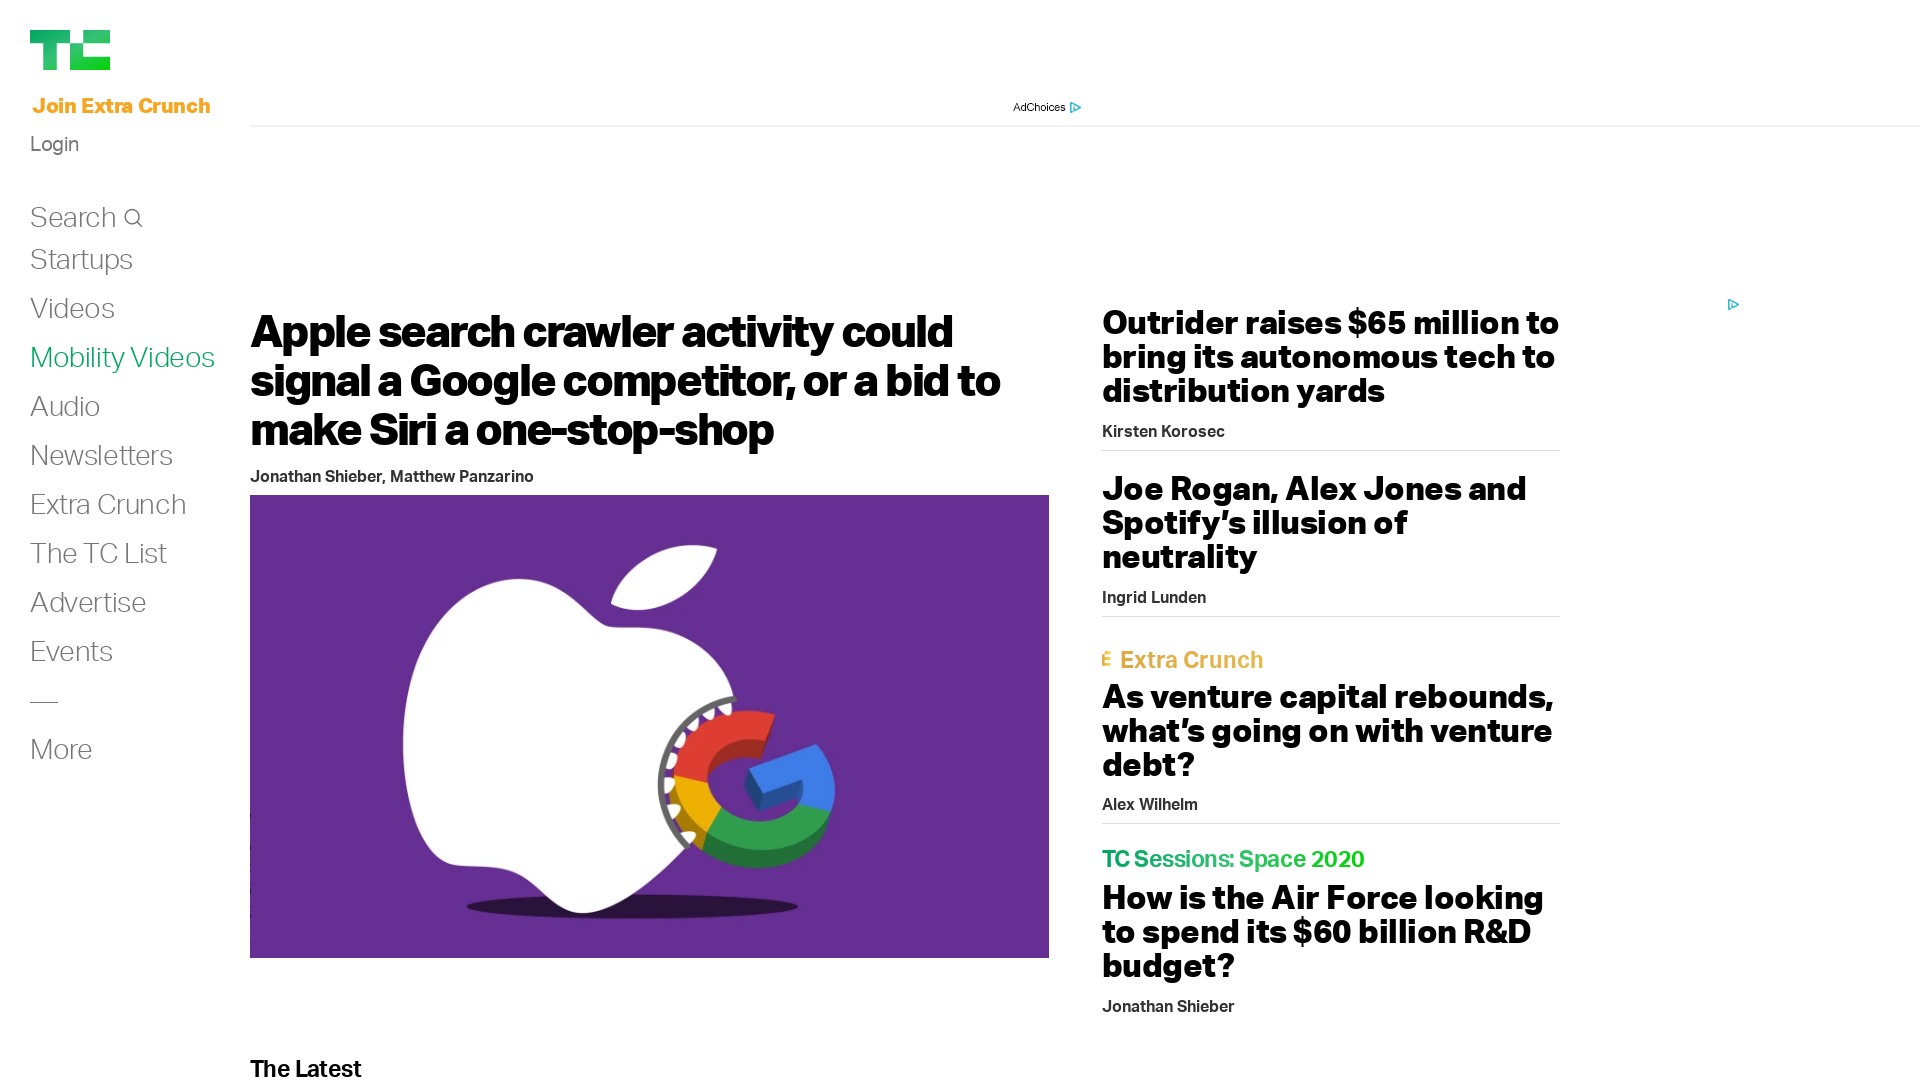 TC
Join Extra Crunch
Login
Search
Startups
Videos
Mobility Videos
Audio
Newsletters
Extra Crunch
The TC List
Advertise
Events
More
AdChoices
Apple search crawler activity could
signal a Google competitor, or a bid to
make Siri a one-stop-shop
Jonathan Shieber, Matthew Panzarino
Outrider raises $65 million to
bring its autonomous tech to
distribution yards
Kirsten Korosec
Joe Rogan, Alex Jones and
Spotify’s illusion of
neutrality
Ingrid Lunden
Extra Crunch
As venture capital rebounds,
what’s going on with venture
debt?
Alex Wilhelm
TC Sessions: Space 2020
How is the Air Force looking
to spend its $60 billion R&D
budget?
Jonathan Shieber
The Latest